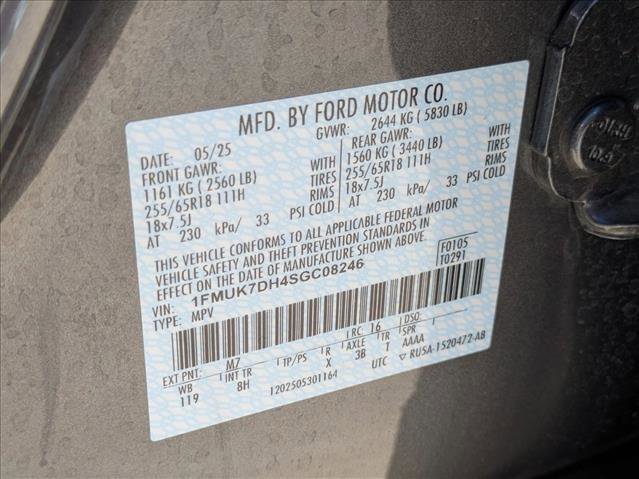 MFD. BY FORD MOTOR CO.
DATE: 05/25 GVWR: 2644 KG ( 5830 LB)
FRONT GAWR: REAR GAWR:
1161 KG ( 2560 LB) 1560 KG ( 3440 LB)
255/65R18 111H TIRES 255/65R18 111H TIRES
18x7.5J RIMS 18x7.5J RIMS
AT 230 kPa/ 33 PSI COLD AT 230 kPa/ 33 PSI COLD
THIS VEHICLE CONFORMS TO ALL APPLICABLE FEDERAL MOTOR
VEHICLE SAFETY AND THEFT PREVENTION STANDARDS IN
EFFECT ON THE DATE OF MANUFACTURE SHOWN ABOVE.
VIN: 1FMUK7DH4SGC08246 F0105
TYPE: MPV T0291
RC: 16 DSO:
EXT PNT: M7
WB INT TR TP/PS R AXLE TR SPR
119 8H X 3B T AAAA
1202505301164 UTC ▼ RU5A-1520472-AB